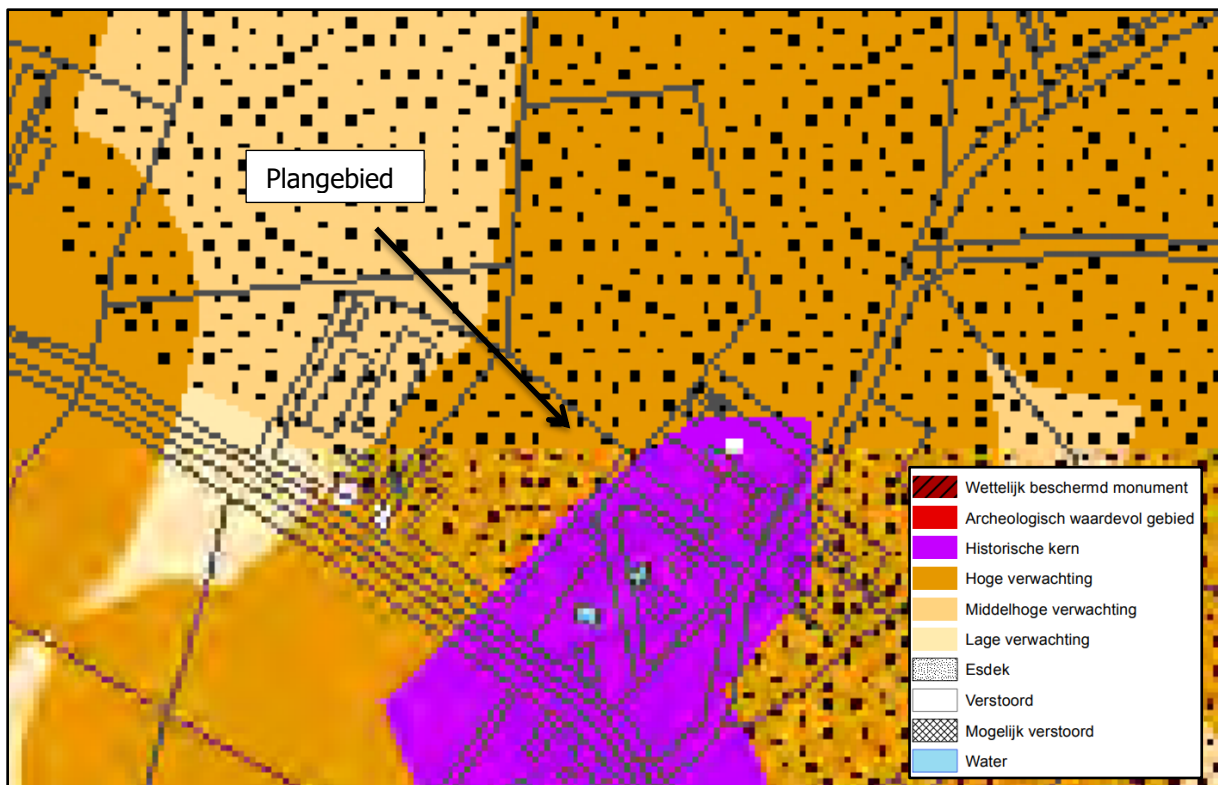 Plangebied
Wettelijk beschermd monument
Archeologisch waardevol gebied
Historische kern
Hoge verwachting
Middelhoge verwachting
Lage verwachting
Esdek
Verstoord
Mogelijk verstoord
Water